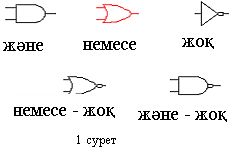 және немесе жоқ
немесе - жоқ және - жоқ
1 сурет